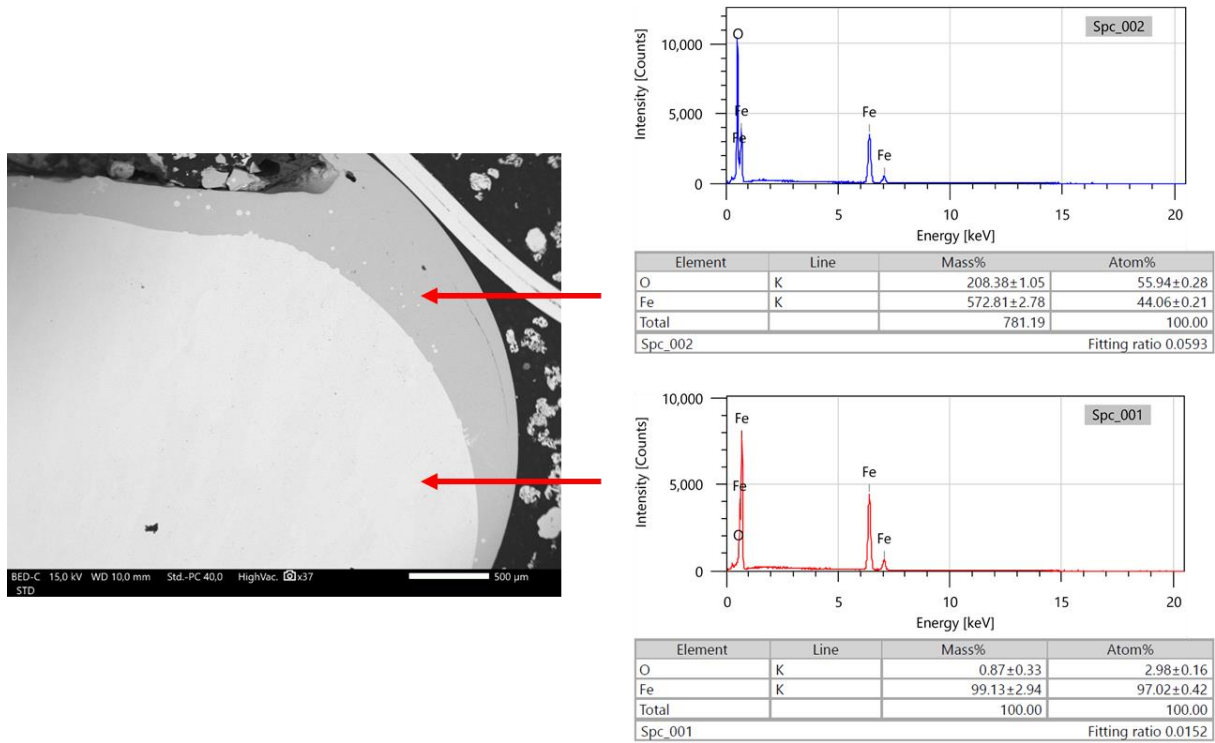 Spc_002
10,000
5,000
0
Intensity [Counts]
O
Fe
Fe
Fe
Fe
0 5 10 15 20
Energy [keV]
Element Line Mass% Atom%
O K 208.38±1.05 55.94±0.28
Fe K 572.81±2.78 44.06±0.21
Total 781.19 100.00
Spc_002 Fitting ratio 0.0593
BED-C 15,0 kV WD 10,0 mm Std.-PC 40,0 HighVac. x37 500 µm
STD
Spc_001
10,000
5,000
0
Intensity [Counts]
Fe
Fe
O
Fe
Fe
0 5 10 15 20
Energy [keV]
Element Line Mass% Atom%
O K 0.87±0.33 2.98±0.16
Fe K 99.13±2.94 97.02±0.42
Total 100.00 100.00
Spc_001 Fitting ratio 0.0152